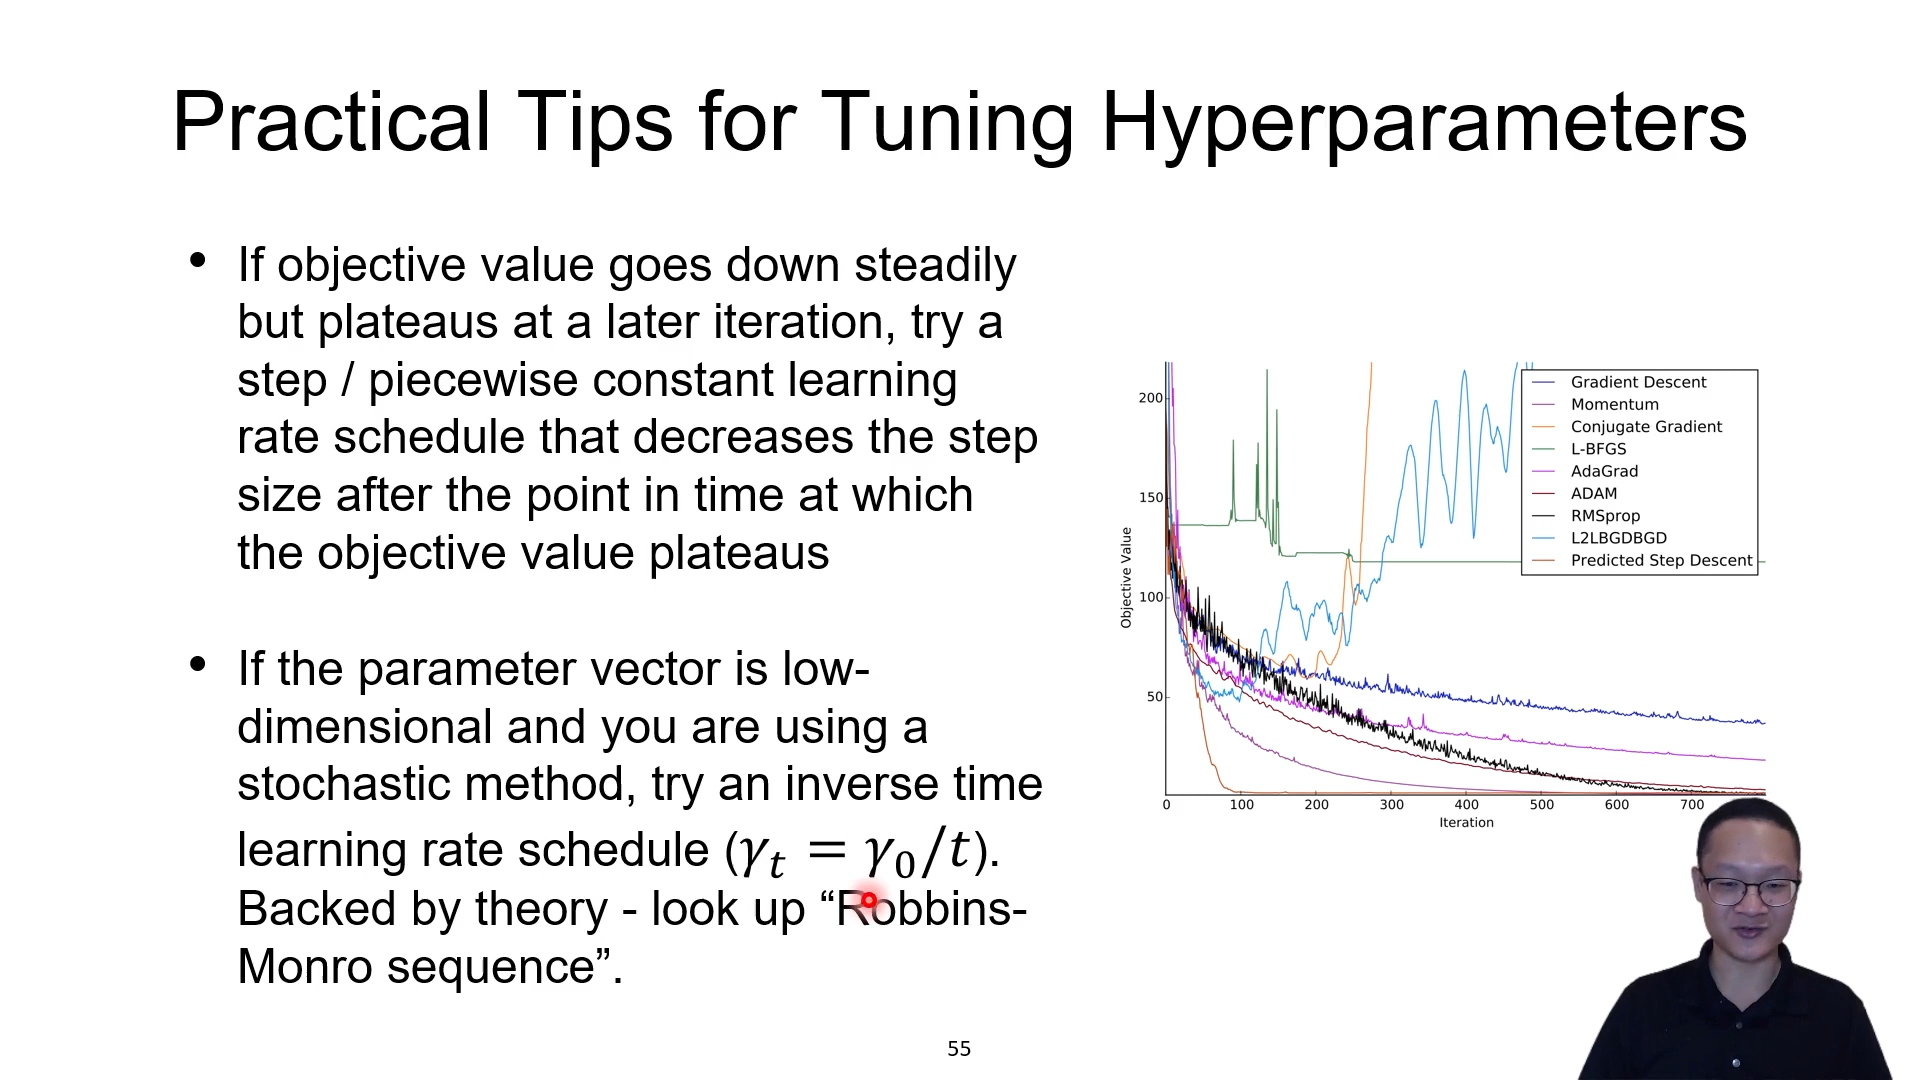 Practical Tips for Tuning Hyperparameters
• If objective value goes down steadily
but plateaus at a later iteration, try a
step / piecewise constant learning
rate schedule that decreases the step
size after the point in time at which
the objective value plateaus
• If the parameter vector is low-
dimensional and you are using a
stochastic method, try an inverse time
learning rate schedule (γₜ = γ₀/t).
Backed by theory - look up “Robbins-
Monro sequence”.
200
150
100
50
Objective Value
0 100 200 300 400 500 600 700
Iteration
Gradient Descent
Momentum
Conjugate Gradient
L-BFGS
AdaGrad
ADAM
RMSprop
L2LBGDBGD
Predicted Step Descent
55